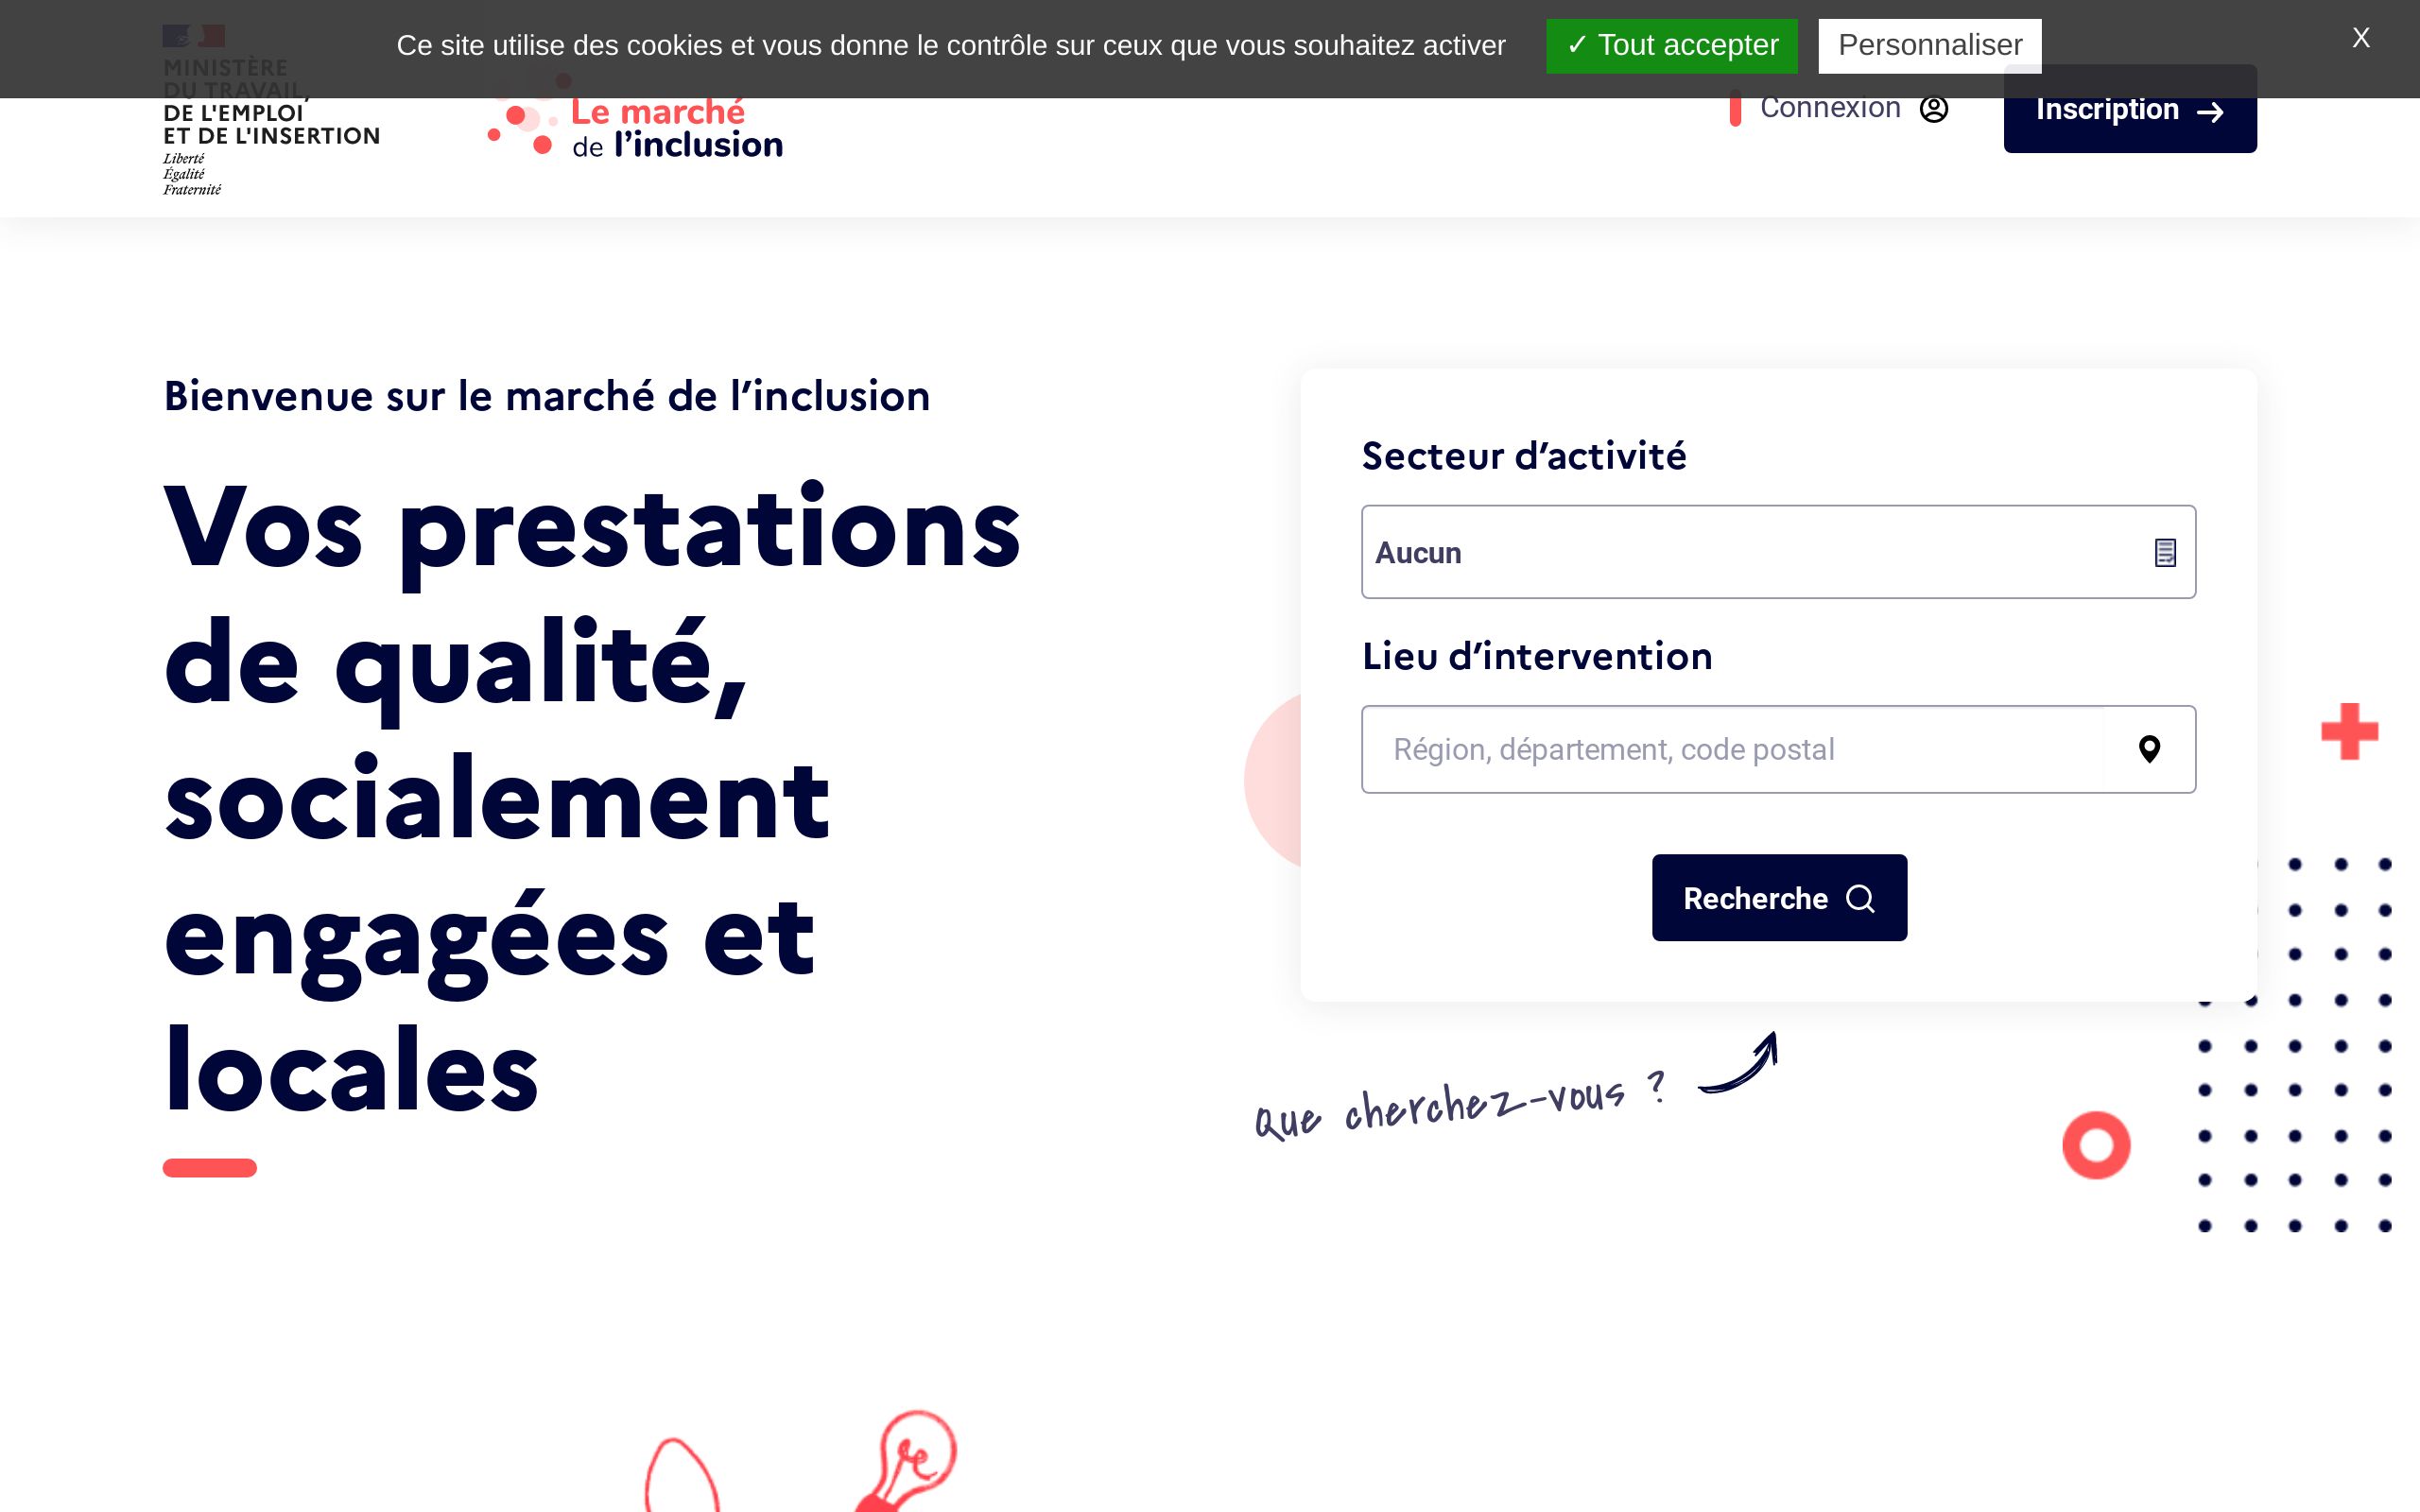 Ce site utilise des cookies et vous donne le contrôle sur ceux que vous souhaitez activer
✓ Tout accepter
Personnaliser
X
MINISTÈRE
DU TRAVAIL,
DE L'EMPLOI
ET DE L'INSERTION
Liberté
Égalité
Fraternité
Le marché
de l'inclusion
Connexion
Inscription
Bienvenue sur le marché de l’inclusion
Vos prestations
de qualité,
socialement
engagées et
locales
Secteur d’activité
Aucun
Lieu d’intervention
Région, département, code postal
Recherche
Que cherchez-vous ?